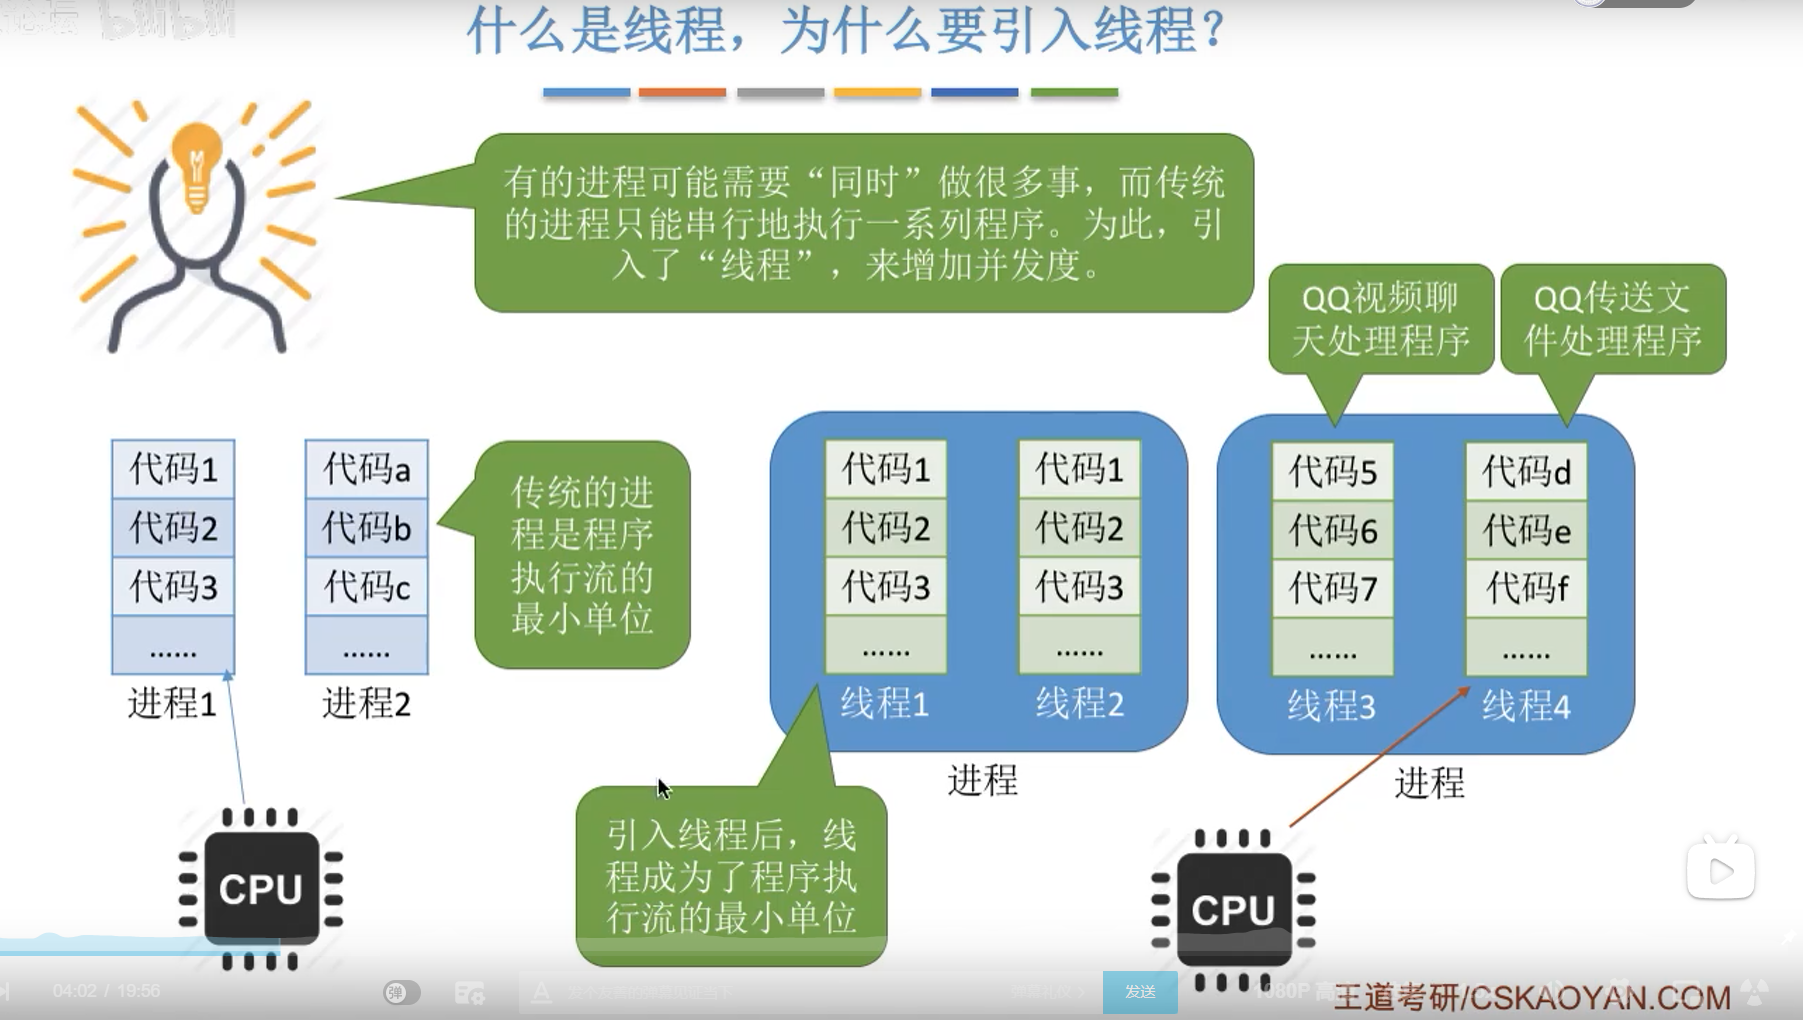 什么是线程，为什么要引入线程？
有的进程可能需要“同时”做很多事，而传统
的进程只能串行地执行一系列程序。为此，引
入了“线程”，来增加并发度。
QQ视频聊
天处理程序
QQ传送文
件处理程序
代码1
代码2
代码3
......
进程1
代码a
代码b
代码c
......
进程2
传统的进
程是程序
执行流的
最小单位
代码1
代码2
代码3
......
线程1
代码1
代码2
代码3
......
线程2
进程
代码5
代码6
代码7
......
线程3
代码d
代码e
代码f
......
线程4
进程
引入线程后，线
程成为了程序执
行流的最小单位
CPU
CPU
04:02 / 19:56
弹
发送
1080P 高
王道考研/CSKAOYAN.COM